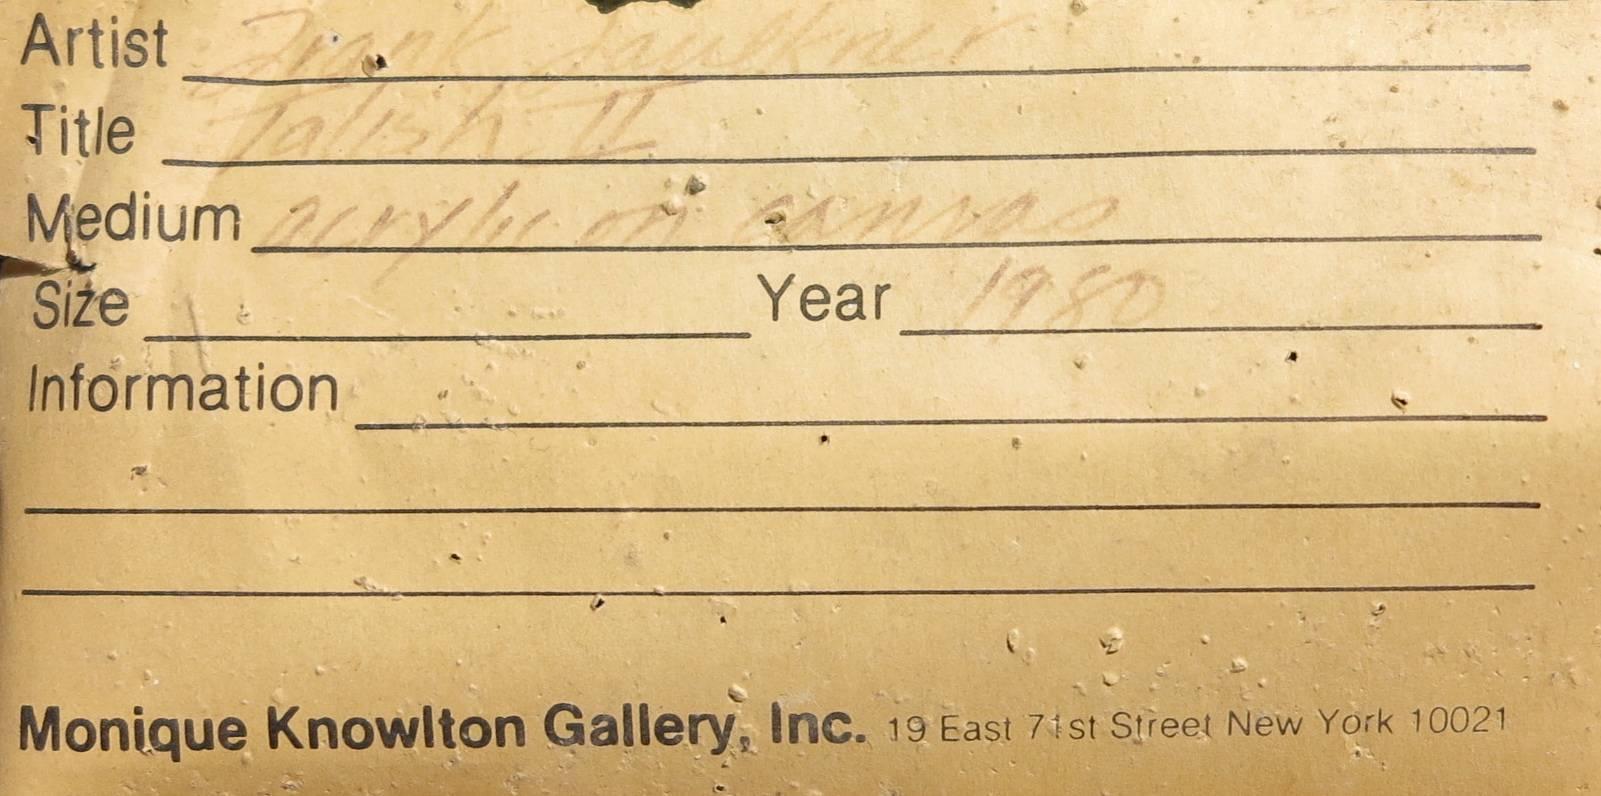 Artist Frank Faulkner
Title Talish II
Medium acrylic on canvas
Size Year 1980
Information
Monique Knowlton Gallery, Inc. 19 East 71st Street New York 10021